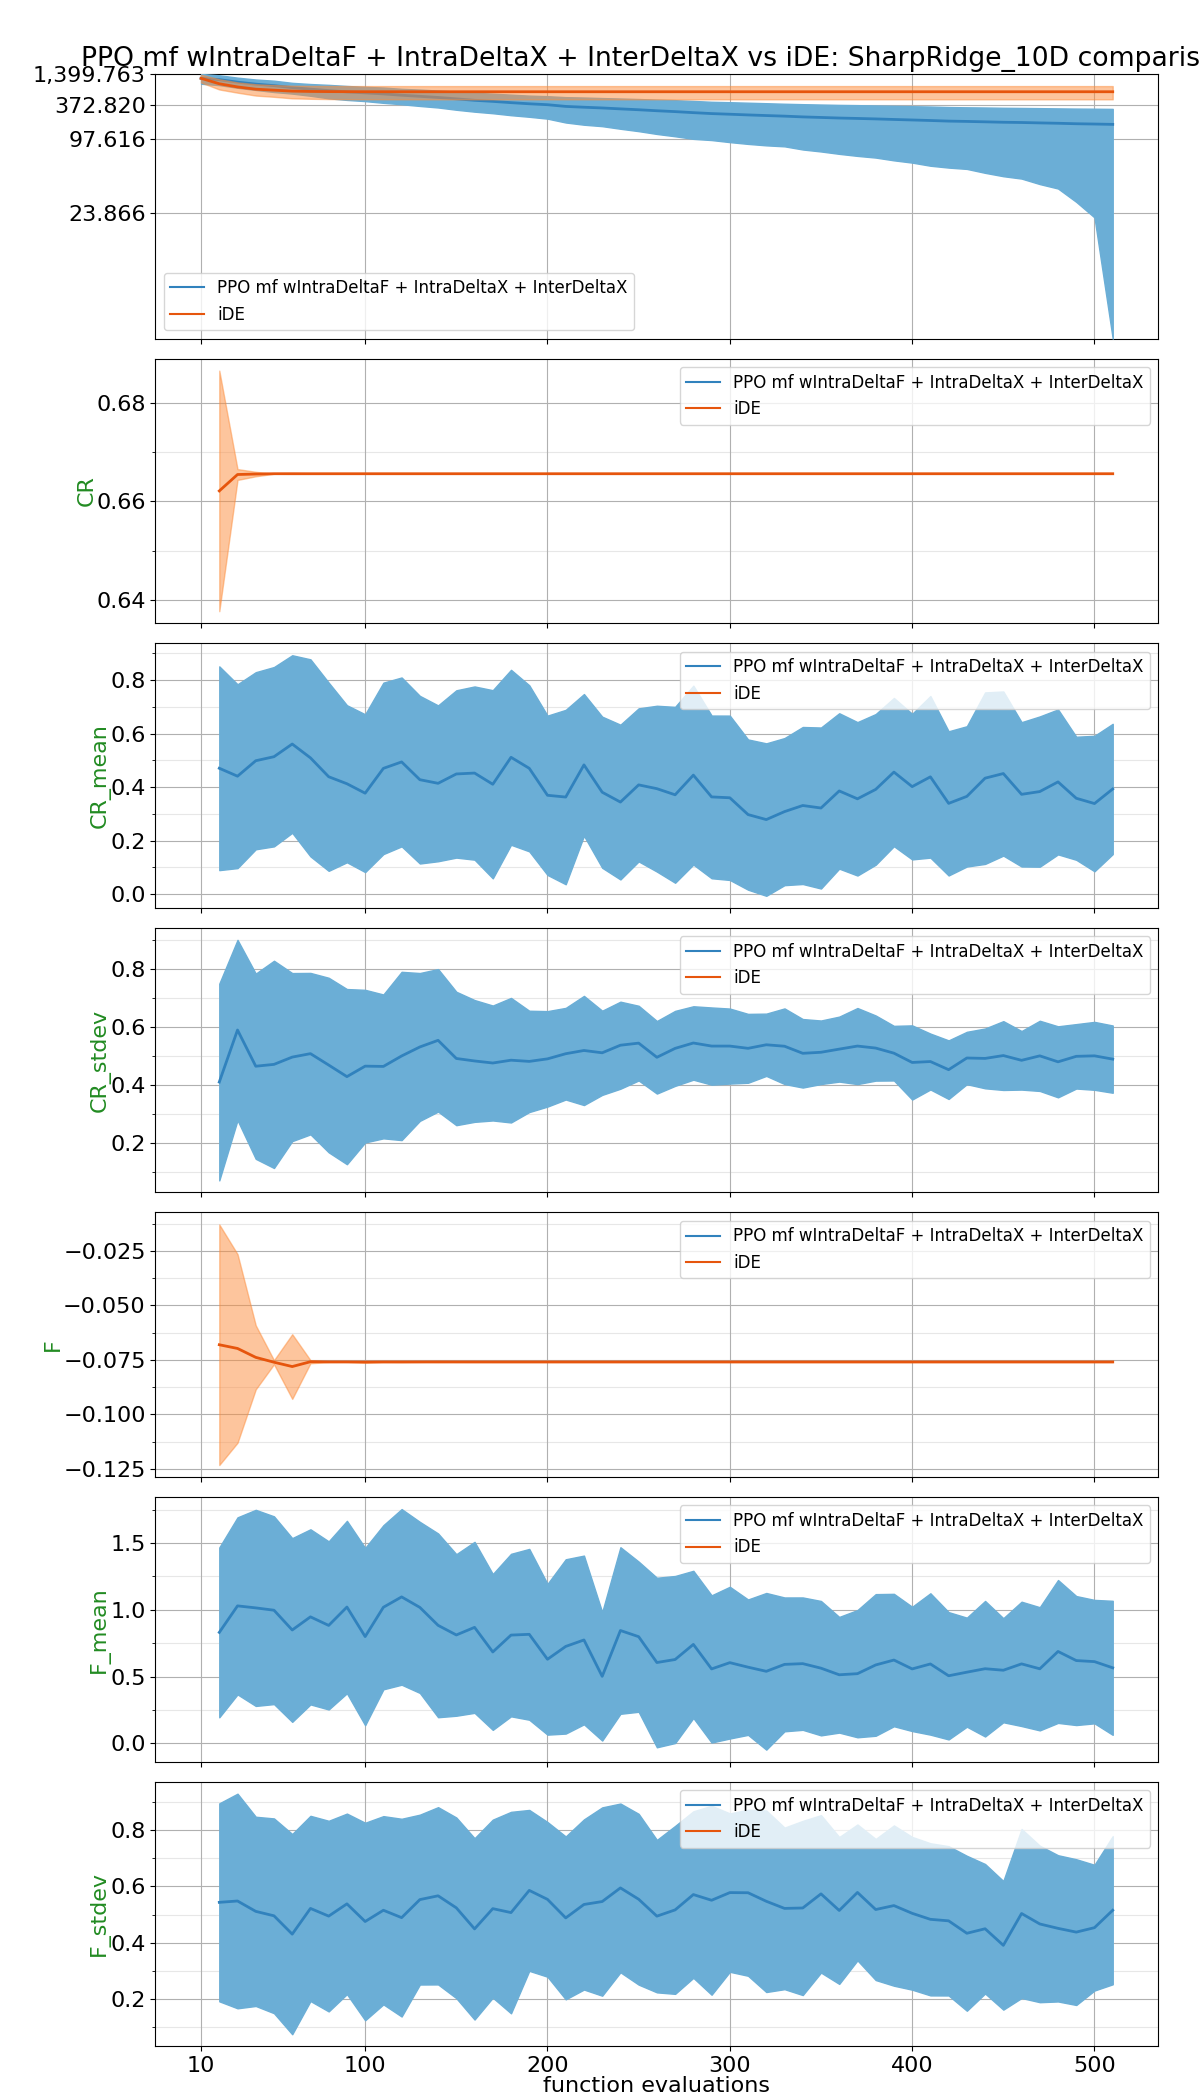 PPO mf wIntraDeltaF + IntraDeltaX + InterDeltaX vs iDE: SharpRidge_10D comparis
1,399.763
372.820
97.616
23.866
PPO mf wIntraDeltaF + IntraDeltaX + InterDeltaX
iDE
CR
0.68
0.66
0.64
PPO mf wIntraDeltaF + IntraDeltaX + InterDeltaX
iDE
CR_mean
0.8
0.6
0.4
0.2
0.0
PPO mf wIntraDeltaF + IntraDeltaX + InterDeltaX
iDE
CR_stdev
0.8
0.6
0.4
0.2
PPO mf wIntraDeltaF + IntraDeltaX + InterDeltaX
iDE
F
−0.025
−0.050
−0.075
−0.100
−0.125
PPO mf wIntraDeltaF + IntraDeltaX + InterDeltaX
iDE
F_mean
1.5
1.0
0.5
0.0
PPO mf wIntraDeltaF + IntraDeltaX + InterDeltaX
iDE
F_stdev
0.8
0.6
0.4
0.2
PPO mf wIntraDeltaF + IntraDeltaX + InterDeltaX
iDE
10 100 200 300 400 500
function evaluations